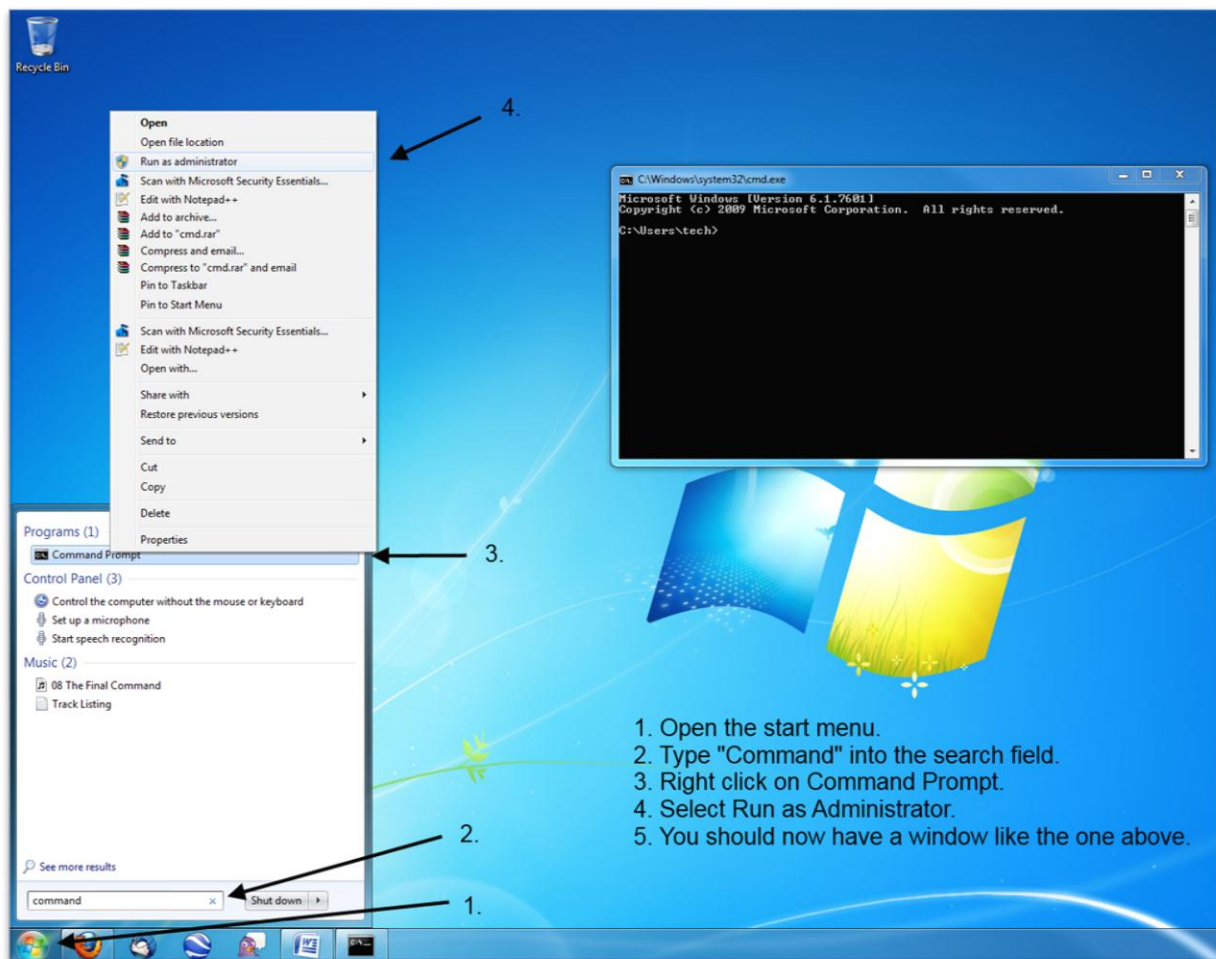 Recycle Bin
4.
Open
Open file location
Run as administrator
Scan with Microsoft Security Essentials...
Edit with Notepad++
Add to archive...
Add to "cmd.rar"
Compress and email...
Compress to "cmd.rar" and email
Pin to Taskbar
Pin to Start Menu
Scan with Microsoft Security Essentials...
Edit with Notepad++
Open with...
Share with
Restore previous versions
Send to
Cut
Copy
Delete
Properties
C:\Windows\system32\cmd.exe
Microsoft Windows [Version 6.1.7601]
Copyright (c) 2009 Microsoft Corporation.  All rights reserved.
C:\Users\tech>
Programs (1)
Command Prompt
3.
Control Panel (3)
Control the computer without the mouse or keyboard
Set up a microphone
Start speech recognition
Music (2)
08 The Final Command
Track Listing
1. Open the start menu.
2. Type "Command" into the search field.
3. Right click on Command Prompt.
4. Select Run as Administrator.
5. You should now have a window like the one above.
2.
See more results
command
Shut down
1.